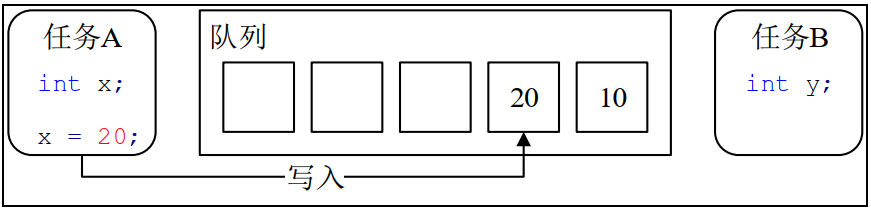 任务A
int x;
x = 20;
队列
20
10
写入
任务B
int y;